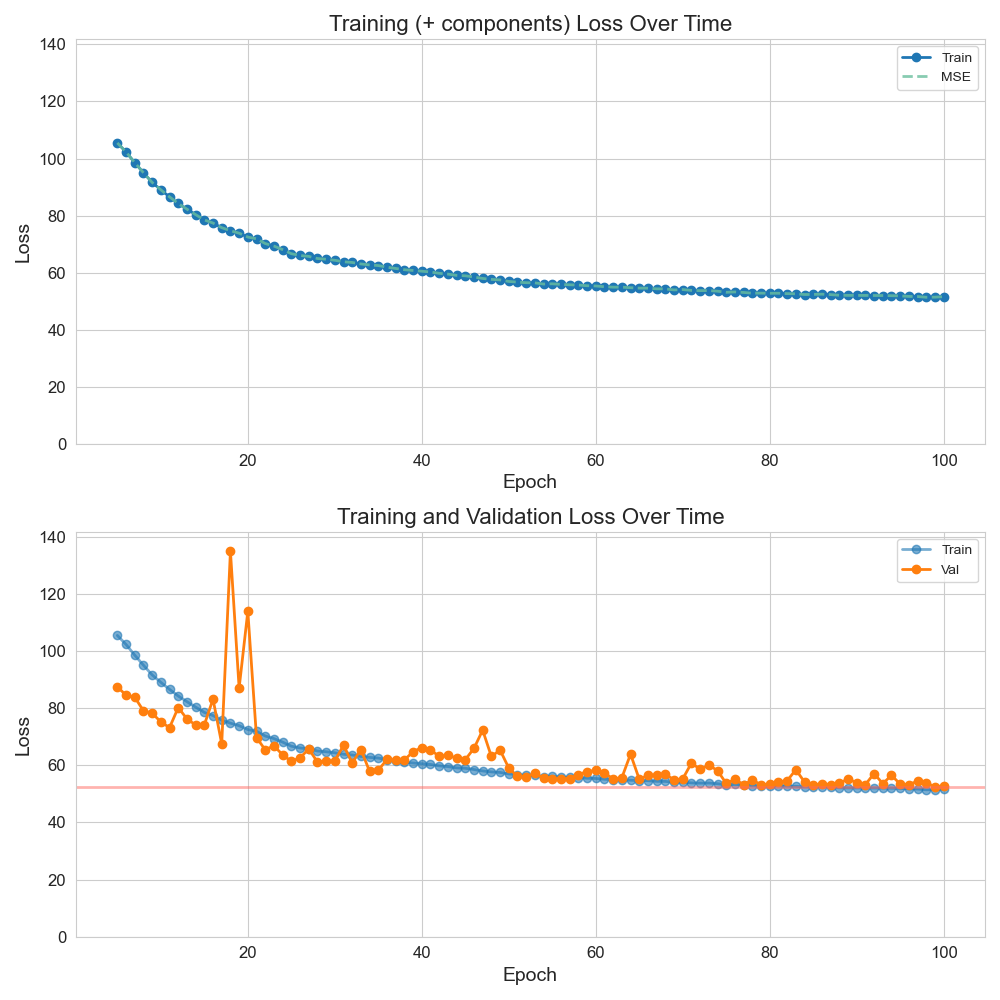 Training (+ components) Loss Over Time
140
120
100
80
60
40
20
0
Loss
Train
MSE
20 40 60 80 100
Epoch
Training and Validation Loss Over Time
140
120
100
80
60
40
20
0
Loss
Train
Val
20 40 60 80 100
Epoch